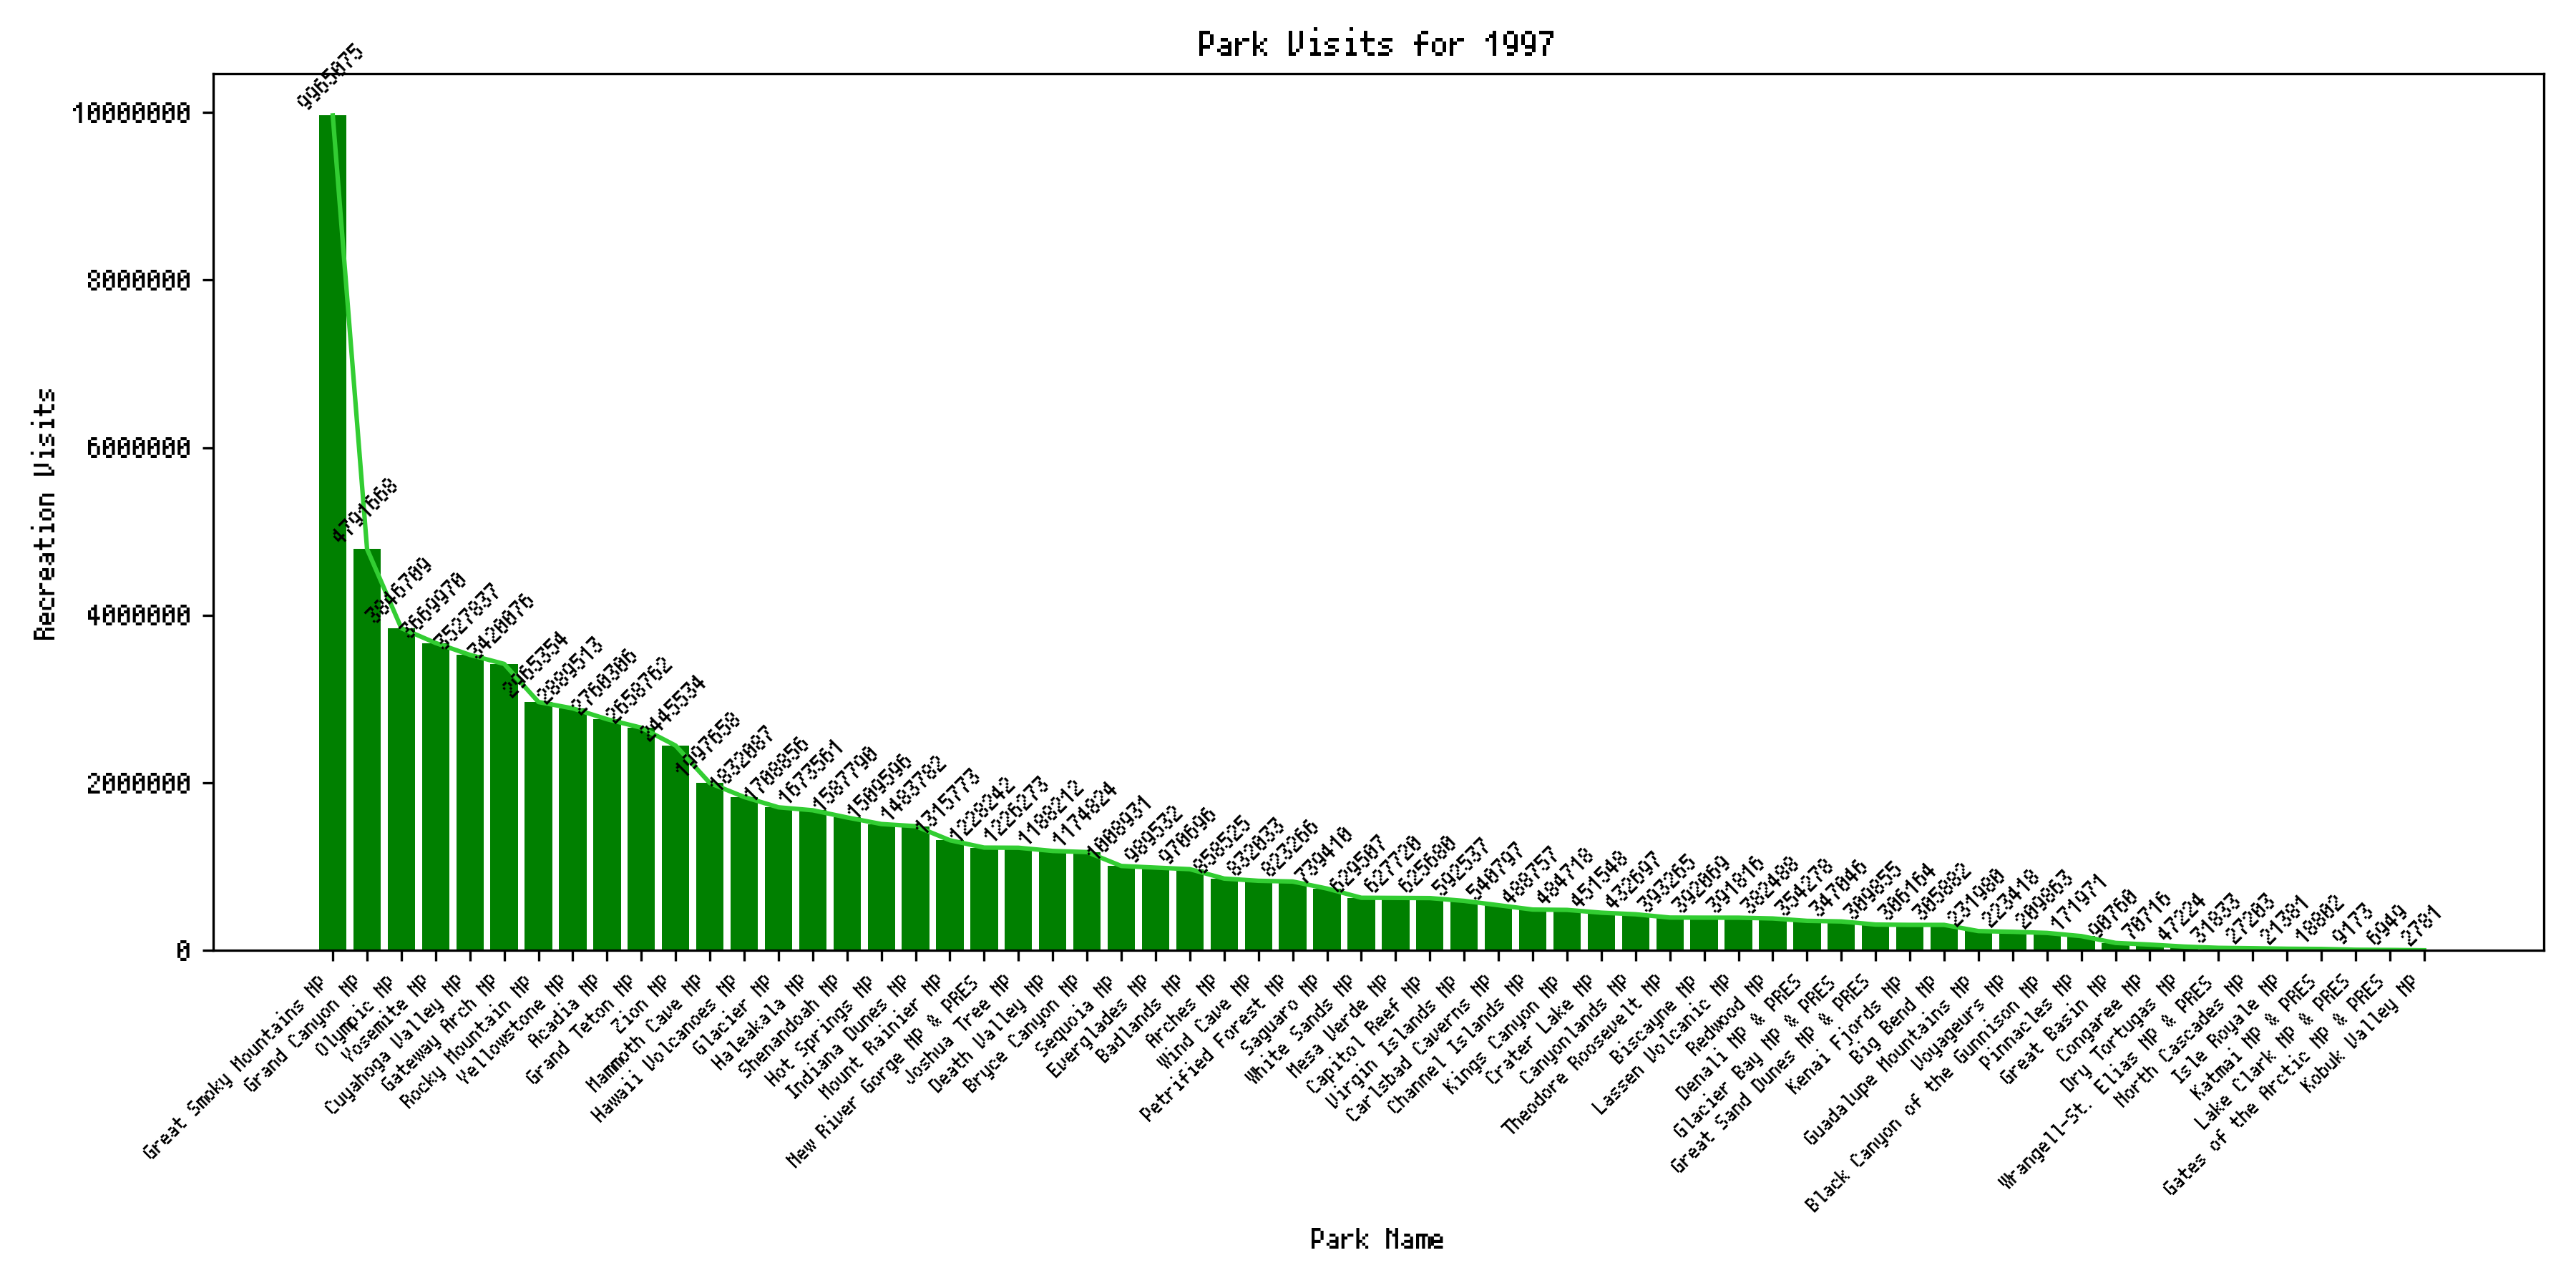 Park Visits for 1997
Recreation Visits
10000000
8000000
6000000
4000000
2000000
0
9965075
4791668
3846709
3669970
3527837
3420076
2965354
2889513
2760306
2658762
2445534
1997658
1832087
1708856
1673561
1587790
1509596
1483782
1315773
1228242
1226273
1188212
1174824
1008931
989532
970696
858525
832033
823266
739410
629507
627720
625680
592537
540797
488757
484718
451548
432697
393265
392069
391816
382488
354278
347046
309855
306164
305882
231980
223418
209863
171971
90760
70716
47224
31833
27203
21381
18802
9173
6949
2781
Great Smoky Mountains NP
Grand Canyon NP
Olympic NP
Yosemite NP
Cuyahoga Valley NP
Gateway Arch NP
Rocky Mountain NP
Yellowstone NP
Acadia NP
Grand Teton NP
Zion NP
Mammoth Cave NP
Hawaii Volcanoes NP
Glacier NP
Haleakala NP
Shenandoah NP
Hot Springs NP
Indiana Dunes NP
Mount Rainier NP
New River Gorge NP & PRES
Joshua Tree NP
Death Valley NP
Bryce Canyon NP
Sequoia NP
Everglades NP
Badlands NP
Arches NP
Wind Cave NP
Petrified Forest NP
Saguaro NP
White Sands NP
Mesa Verde NP
Capitol Reef NP
Virgin Islands NP
Carlsbad Caverns NP
Channel Islands NP
Kings Canyon NP
Crater Lake NP
Canyonlands NP
Theodore Roosevelt NP
Biscayne NP
Lassen Volcanic NP
Redwood NP
Denali NP & PRES
Glacier Bay NP & PRES
Great Sand Dunes NP & PRES
Kenai Fjords NP
Big Bend NP
Guadalupe Mountains NP
Voyageurs NP
Black Canyon of the Gunnison NP
Pinnacles NP
Great Basin NP
Congaree NP
Dry Tortugas NP
Wrangell-St. Elias NP & PRES
North Cascades NP
Isle Royale NP
Katmai NP & PRES
Lake Clark NP & PRES
Gates of the Arctic NP & PRES
Kobuk Valley NP
Park Name